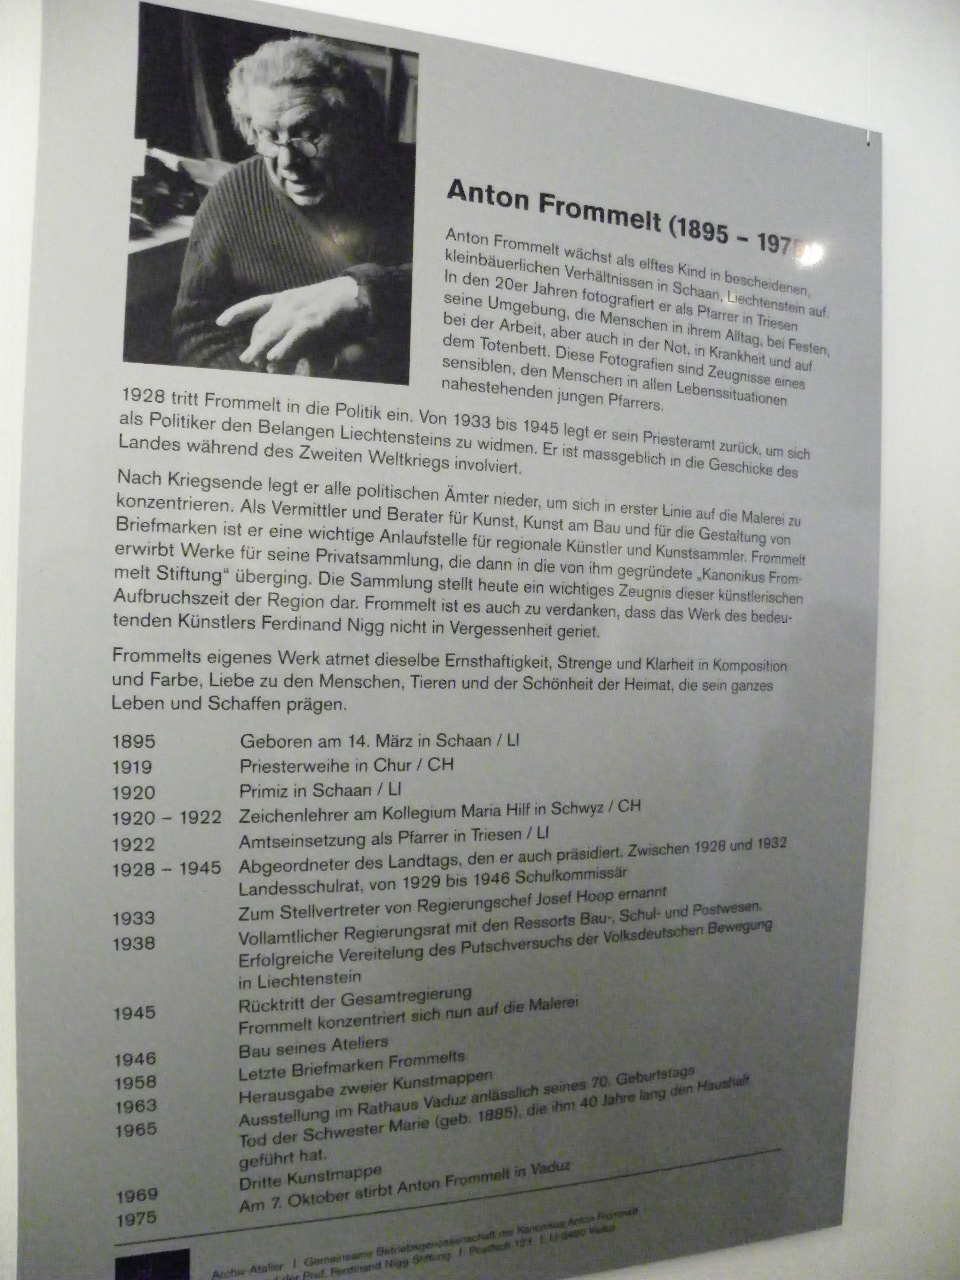 Anton Frommelt (1895 – 1975)
Anton Frommelt wächst als elftes Kind in bescheidenen,
kleinbäuerlichen Verhältnissen in Schaan, Liechtenstein auf.
In den 20er Jahren fotografiert er als Pfarrer in Triesen
seine Umgebung, die Menschen in ihrem Alltag, bei Festen,
bei der Arbeit, aber auch in der Not, in Krankheit und auf
dem Totenbett. Diese Fotografien sind Zeugnisse eines
sensiblen, den Menschen in allen Lebenssituationen
nahestehenden jungen Pfarrers.
1928 tritt Frommelt in die Politik ein. Von 1933 bis 1945 legt er sein Priesteramt zurück, um sich
als Politiker den Belangen Liechtensteins zu widmen. Er ist massgeblich in die Geschicke des
Landes während des Zweiten Weltkriegs involviert.
Nach Kriegsende legt er alle politischen Ämter nieder, um sich in erster Linie auf die Malerei zu
konzentrieren. Als Vermittler und Berater für Kunst, Kunst am Bau und für die Gestaltung von
Briefmarken ist er eine wichtige Anlaufstelle für regionale Künstler und Kunstsammler. Frommelt
erwirbt Werke für seine Privatsammlung, die dann in die von ihm gegründete „Kanonikus From-
melt Stiftung“ überging. Die Sammlung stellt heute ein wichtiges Zeugnis dieser künstlerischen
Aufbruchszeit der Region dar. Frommelt ist es auch zu verdanken, dass das Werk des bedeu-
tenden Künstlers Ferdinand Nigg nicht in Vergessenheit geriet.
Frommelts eigenes Werk atmet dieselbe Ernsthaftigkeit, Strenge und Klarheit in Komposition
und Farbe, Liebe zu den Menschen, Tieren und der Schönheit der Heimat, die sein ganzes
Leben und Schaffen prägen.
1895 Geboren am 14. März in Schaan / LI
1919 Priesterweihe in Chur / CH
1920 Primiz in Schaan / LI
1920 – 1922 Zeichenlehrer am Kollegium Maria Hilf in Schwyz / CH
1922 Amtseinsetzung als Pfarrer in Triesen / LI
1928 – 1945 Abgeordneter des Landtags, den er auch präsidiert. Zwischen 1928 und 1932
Landesschulrat, von 1929 bis 1946 Schulkommissär
1933 Zum Stellvertreter von Regierungschef Josef Hoop ernannt
1938 Vollamtlicher Regierungsrat mit den Ressorts Bau-, Schul- und Postwesen.
Erfolgreiche Vereitelung des Putschversuchs der Volksdeutschen Bewegung
in Liechtenstein
1945 Rücktritt der Gesamtregierung
Frommelt konzentriert sich nun auf die Malerei
1946 Bau seines Ateliers
1958 Letzte Briefmarken Frommelts
1963 Herausgabe zweier Kunstmappen
1965 Ausstellung im Rathaus Vaduz anlässlich seines 70. Geburtstags
Tod der Schwester Marie (geb. 1885), die ihm 40 Jahre lang den Haushalt
geführt hat.
1969 Dritte Kunstmappe
1975 Am 7. Oktober stirbt Anton Frommelt in Vaduz
Archiv-Atelier | Gemeinsame Betriebsgenossenschaft der Kanonikus Anton Frommelt
der Prof. Ferdinand Nigg Stiftung | Postfach 123 | LI-9490 Vaduz